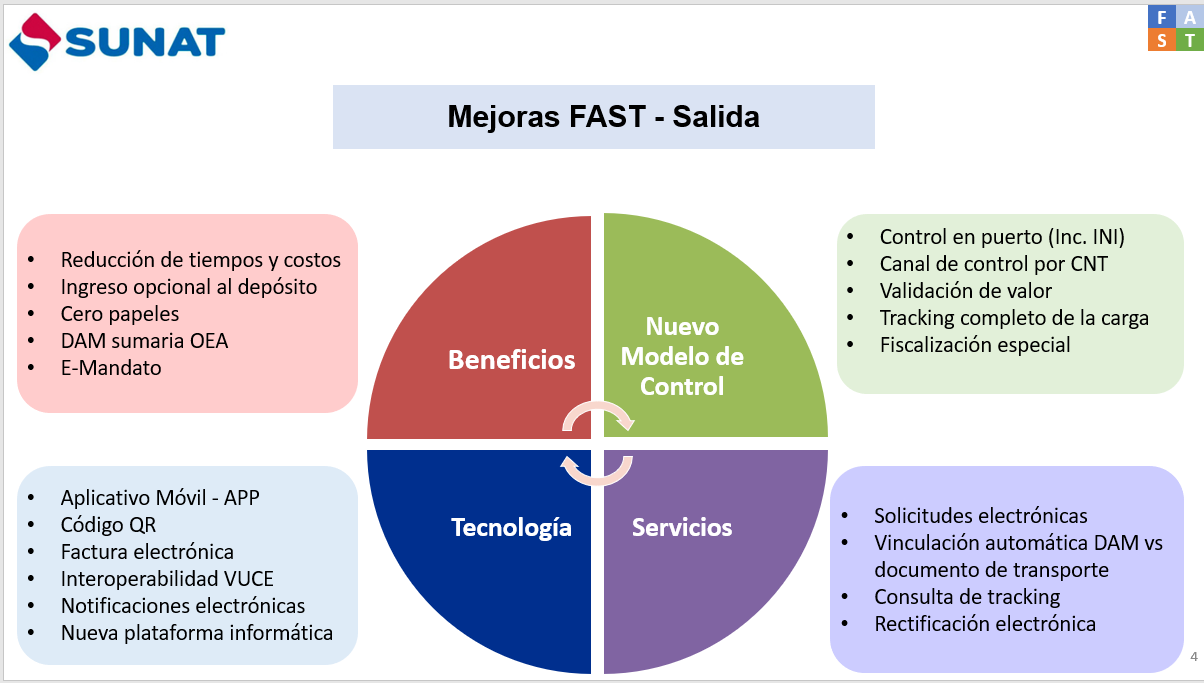 SUNAT
F A
S T
Mejoras FAST - Salida
• Reducción de tiempos y costos
• Ingreso opcional al depósito
• Cero papeles
• DAM sumaria OEA
• E-Mandato
Beneficios
Nuevo
Modelo de
Control
• Control en puerto (Inc. INI)
• Canal de control por CNT
• Validación de valor
• Tracking completo de la carga
• Fiscalización especial
• Aplicativo Móvil - APP
• Código QR
• Factura electrónica
• Interoperabilidad VUCE
• Notificaciones electrónicas
• Nueva plataforma informática
Tecnología
Servicios
• Solicitudes electrónicas
• Vinculación automática DAM vs
documento de transporte
• Consulta de tracking
• Rectificación electrónica
4